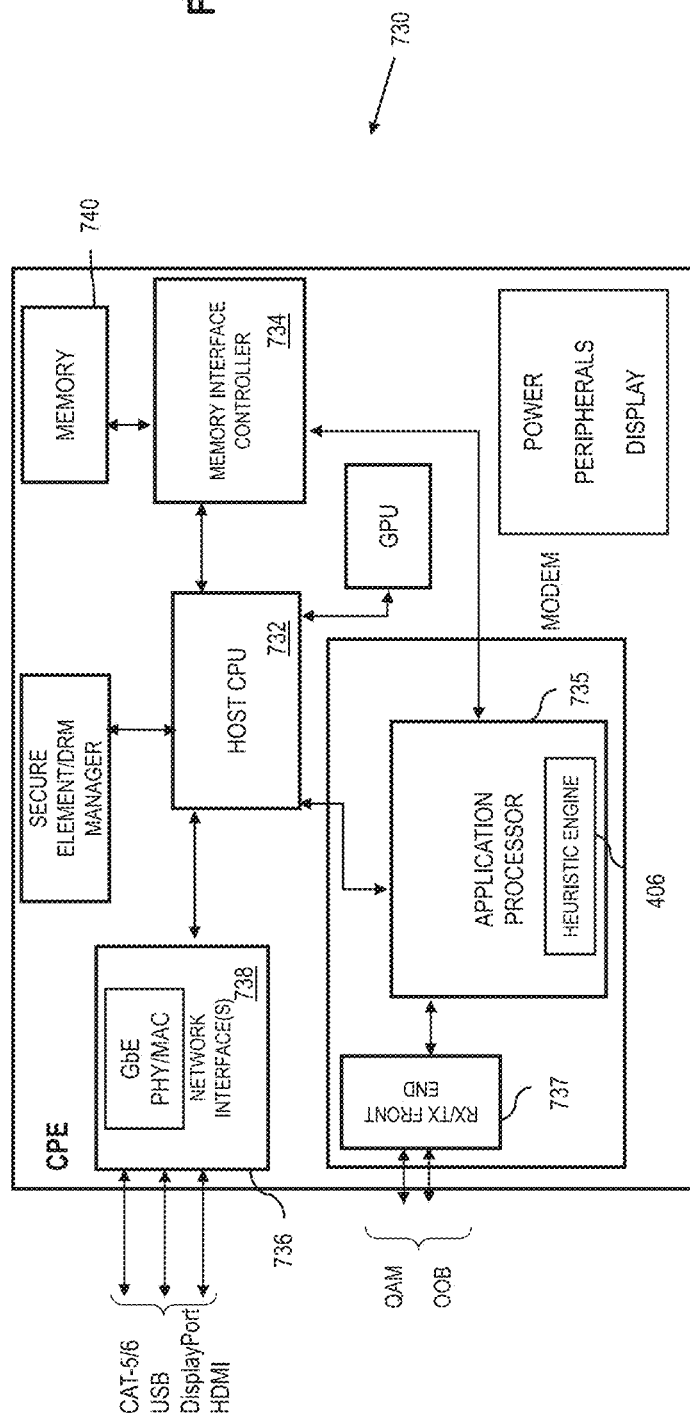 F
730
CPE
SECURE
ELEMENT/DRM
MANAGER
MEMORY
740
GbE
PHY/MAC
NETWORK
INTERFACE(S)
738
736
HOST CPU
732
MEMORY INTERFACE
CONTROLLER
734
GPU
CAT-5/6
USB
DisplayPort
HDMI
RX/TX FRONT
END
737
APPLICATION
PROCESSOR
HEURISTIC ENGINE
735
406
MODEM
POWER
PERIPHERALS
DISPLAY
QAM
OOB